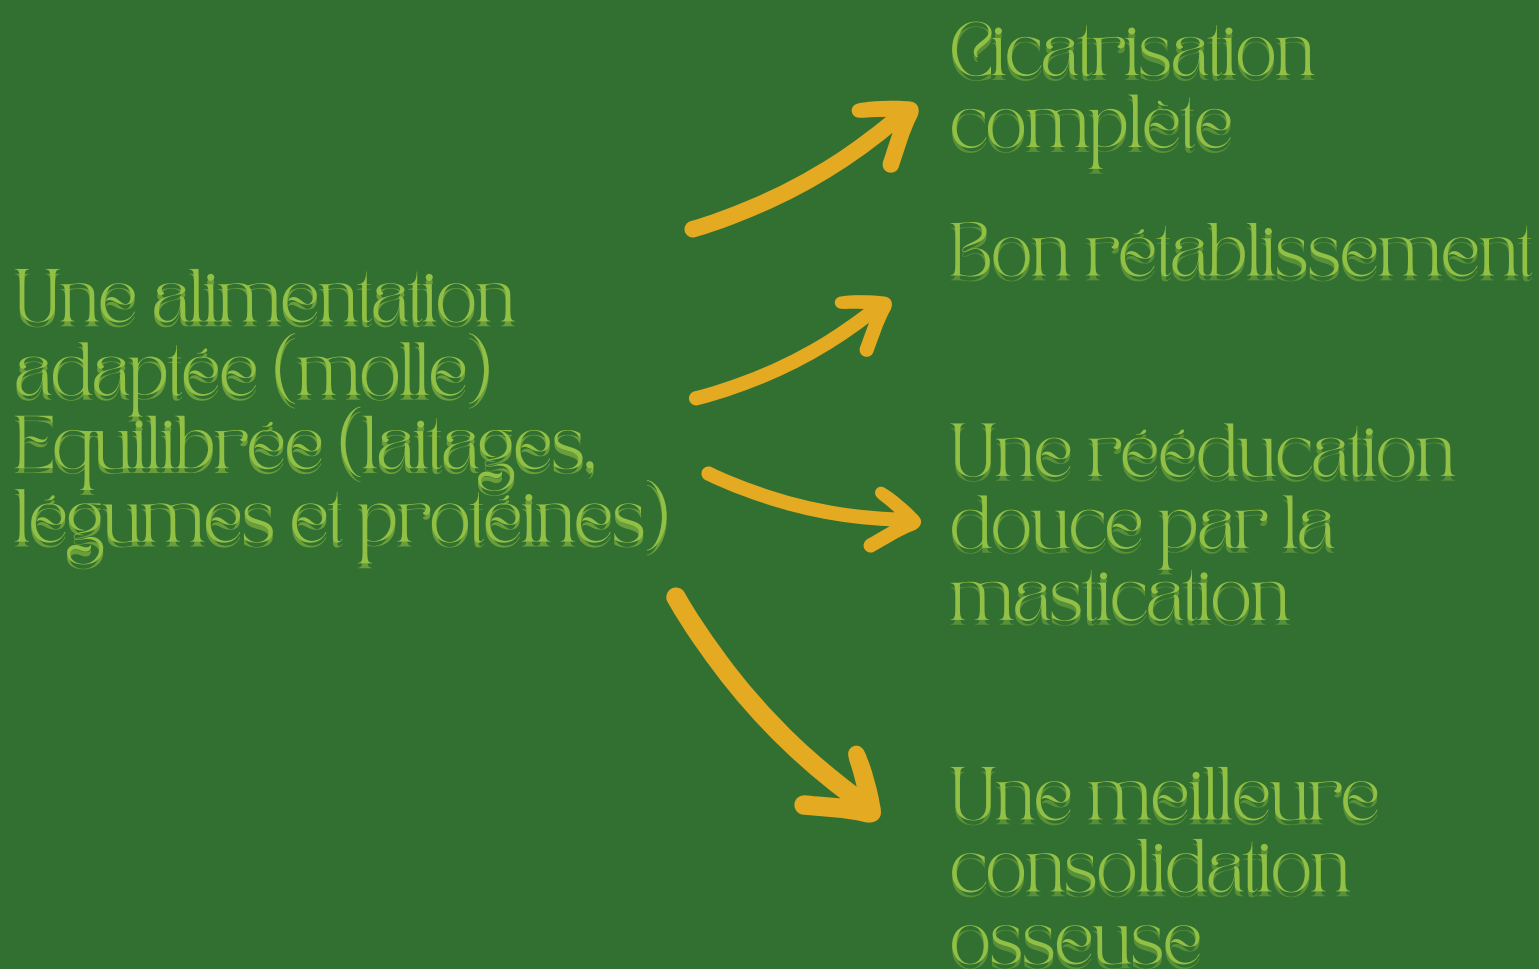 Une alimentation
adaptée (molle)
Equilibrée (laitages,
légumes et protéines)
Cicatrisation
complète
Bon rétablissement
Une rééducation
douce par la
mastication
Une meilleure
consolidation
osseuse